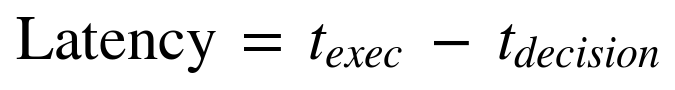 Latency = t_exec − t_decision